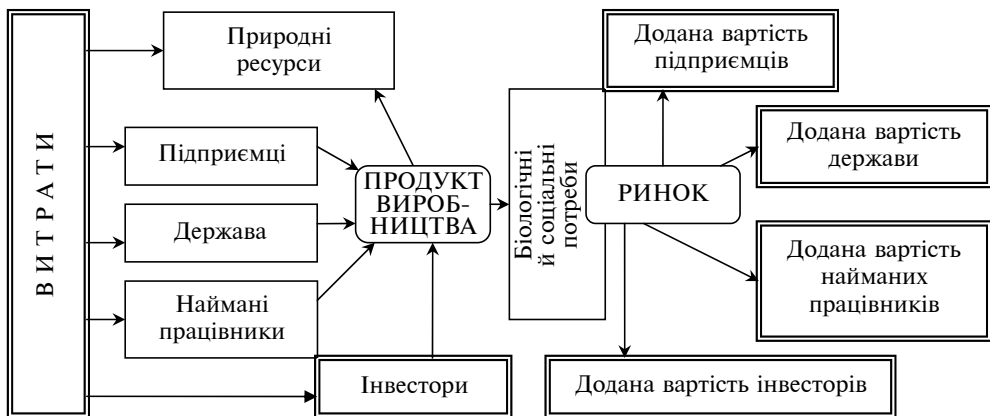 ВИТРАТИ
Природні
ресурси
Підприємці
Держава
Наймані
працівники
Інвестори
ПРОДУКТ
ВИРОБ-
НИЦТВА
Біологічні
й соціальні
потреби
РИНОК
Додана вартість
підприємців
Додана вартість
держави
Додана вартість
найманих
працівників
Додана вартість інвесторів